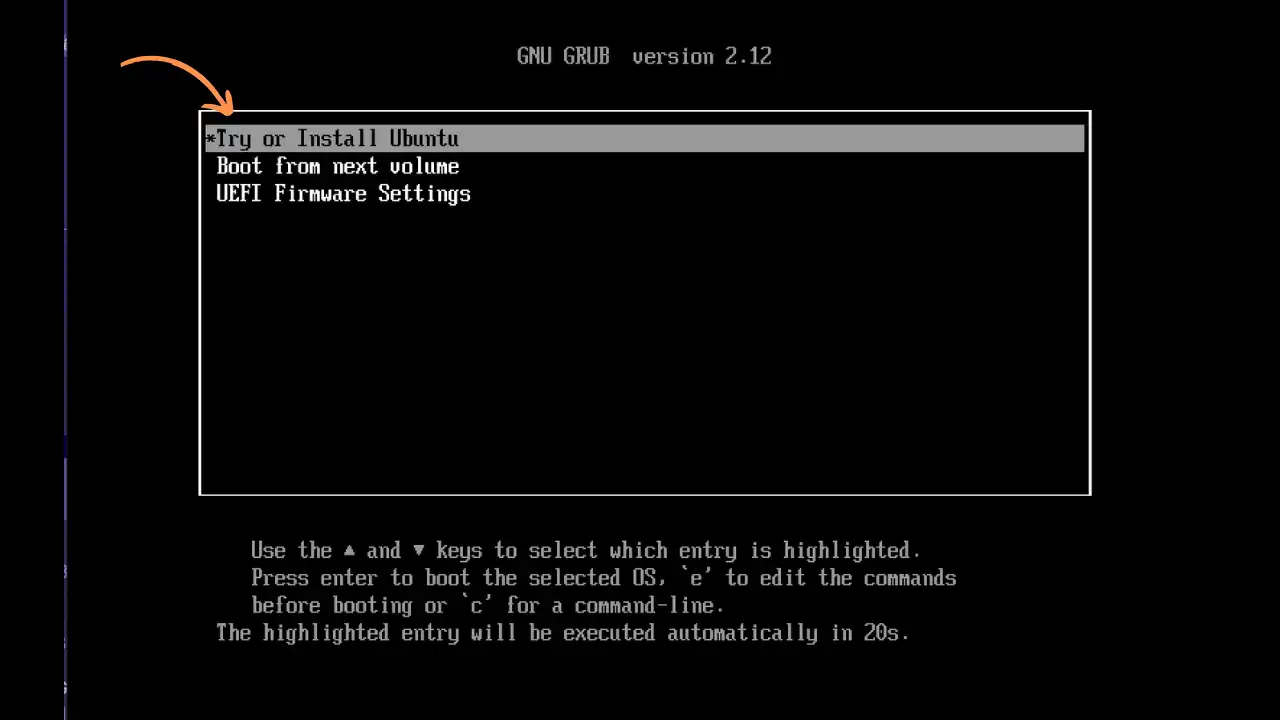 GNU GRUB  version 2.12
*Try or Install Ubuntu
Boot from next volume
UEFI Firmware Settings
Use the ▲ and ▼ keys to select which entry is highlighted.
Press enter to boot the selected OS, `e' to edit the commands
before booting or `c' for a command-line.
The highlighted entry will be executed automatically in 20s.